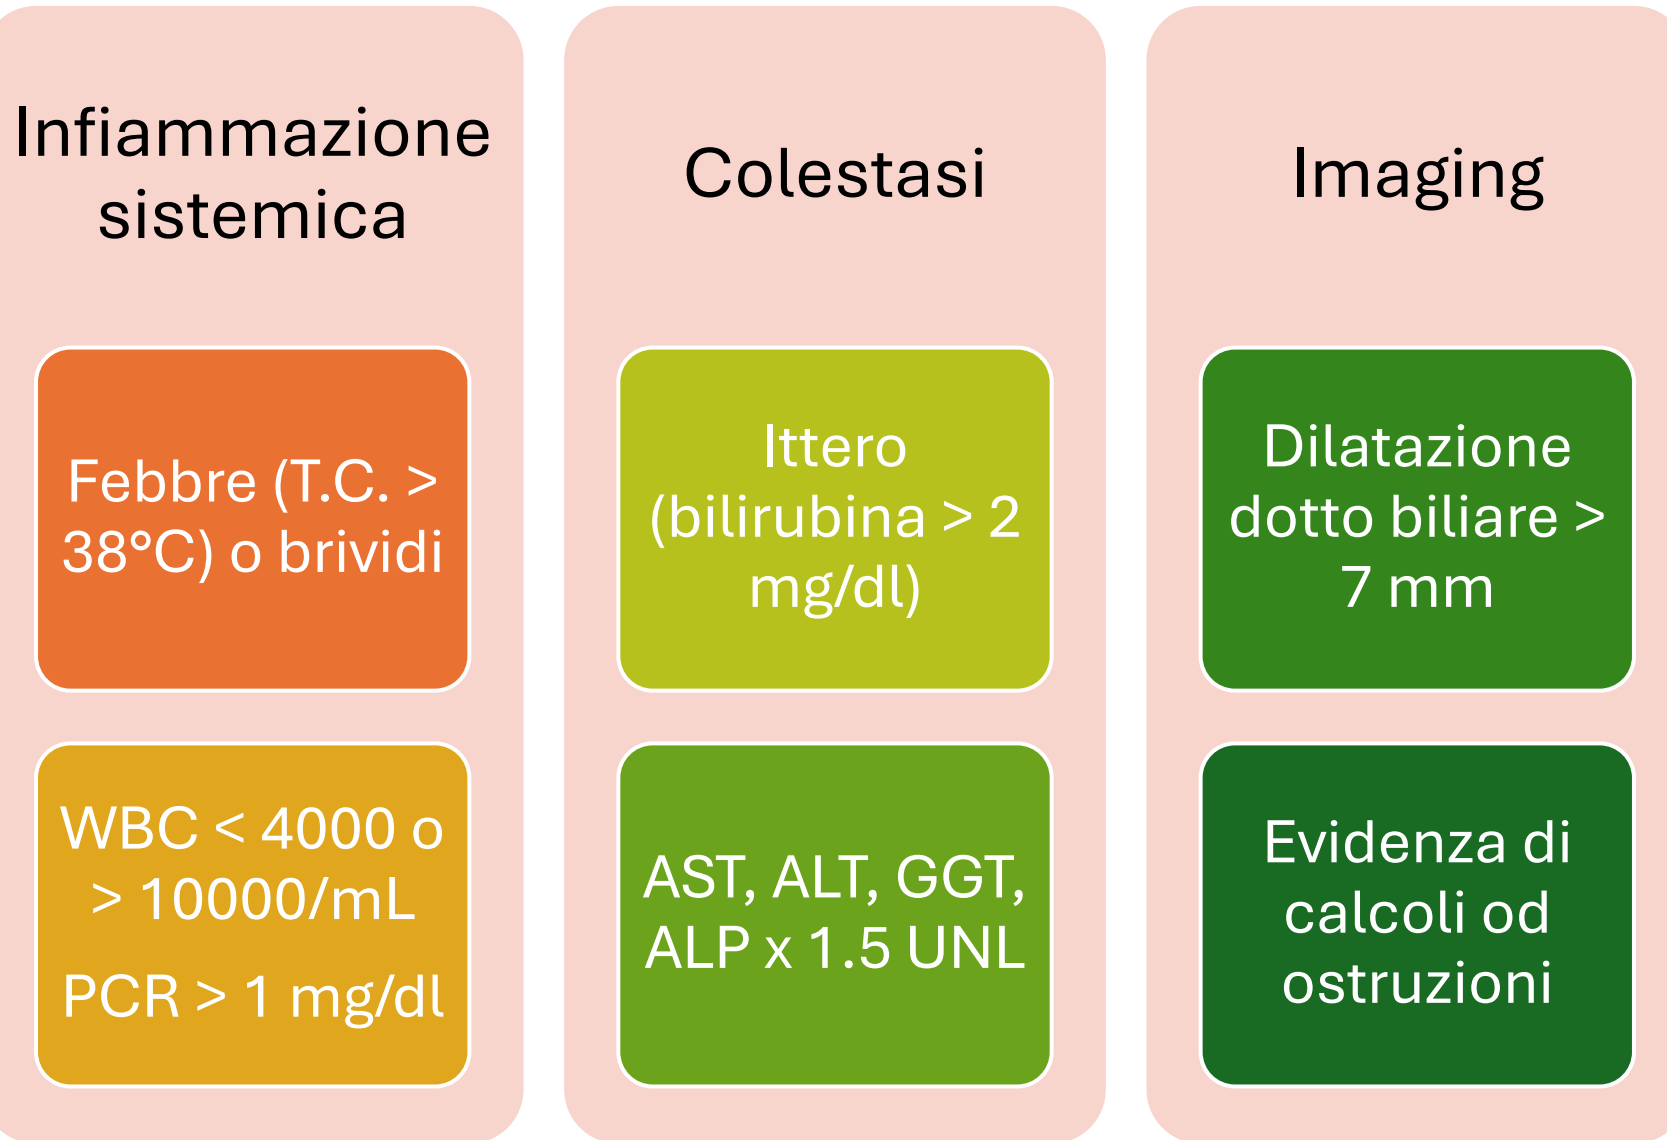 Infiammazione
sistemica
Febbre (T.C. >
38°C) o brividi
WBC < 4000 o
> 10000/mL
PCR > 1 mg/dl
Colestasi
Ittero
(bilirubina > 2
mg/dl)
AST, ALT, GGT,
ALP x 1.5 UNL
Imaging
Dilatazione
dotto biliare >
7 mm
Evidenza di
calcoli od
ostruzioni